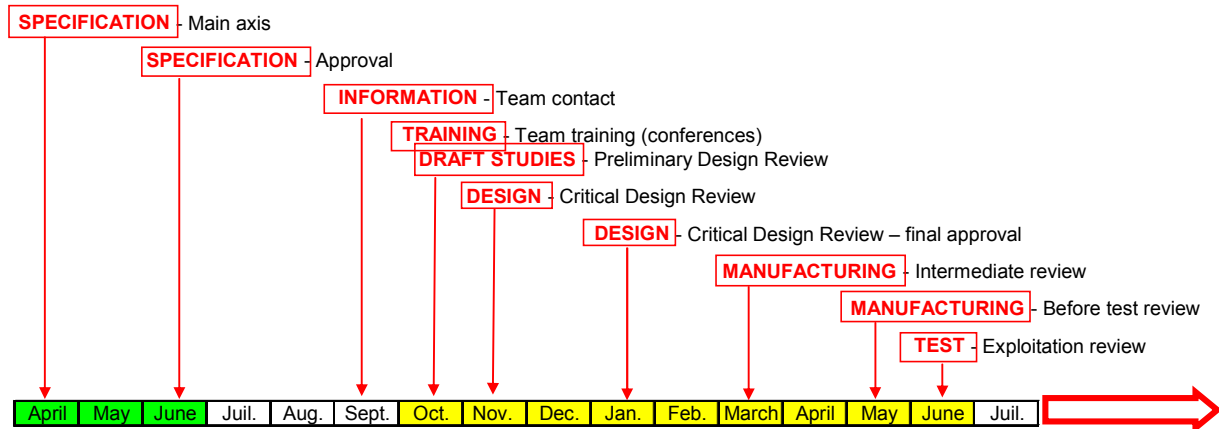 SPECIFICATION - Main axis
SPECIFICATION - Approval
INFORMATION - Team contact
TRAINING - Team training (conferences)
DRAFT STUDIES - Preliminary Design Review
DESIGN - Critical Design Review
DESIGN - Critical Design Review – final approval
MANUFACTURING - Intermediate review
MANUFACTURING - Before test review
TEST - Exploitation review
April May June Juil. Aug. Sept. Oct. Nov. Dec. Jan. Feb. March April May June Juil.